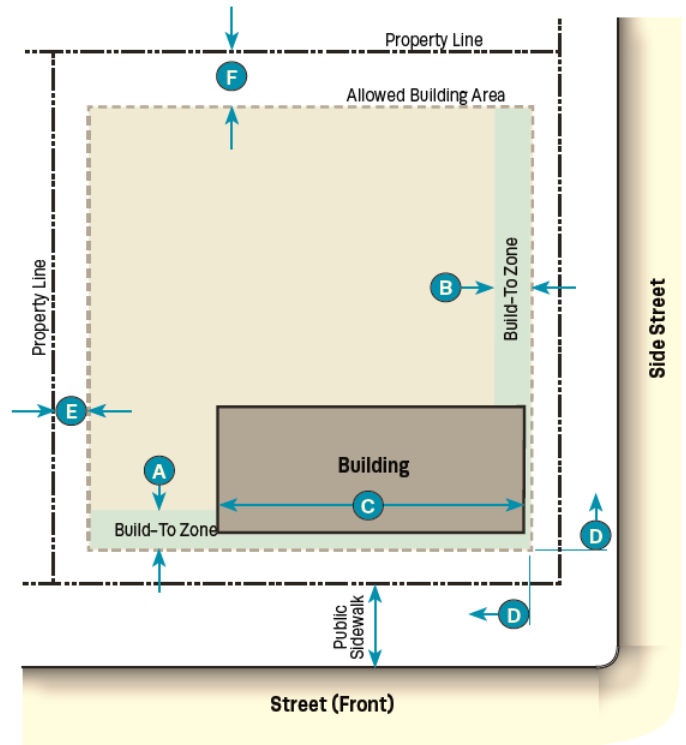 Property Line
F
Allowed Building Area
Property Line
B
Build-To Zone
Side Street
E
A
Building
C
Build-To Zone
D
D
Public
Sidewalk
Street (Front)